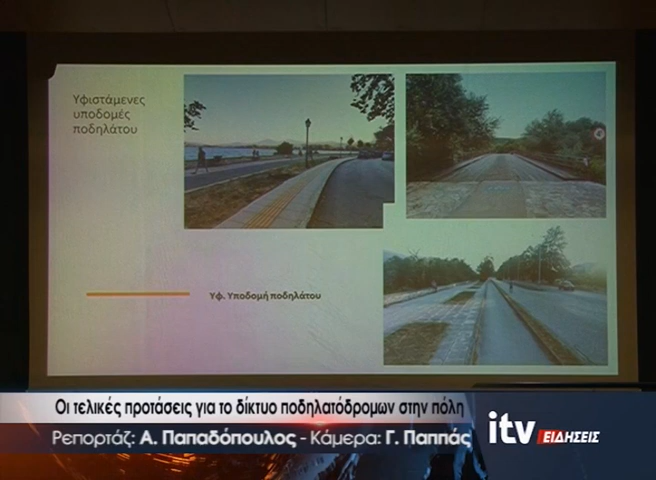 Υφιστάμενες
υποδομές
ποδηλάτου
Υφ. Υποδομή ποδηλάτου
Οι τελικές προτάσεις για το δίκτυο ποδηλατόδρομων στην πόλη
Ρεπορτάζ: Α. Παπαδόπουλος - Κάμερα: Γ. Παππάς
itv ΕΙΔΗΣΕΙΣ